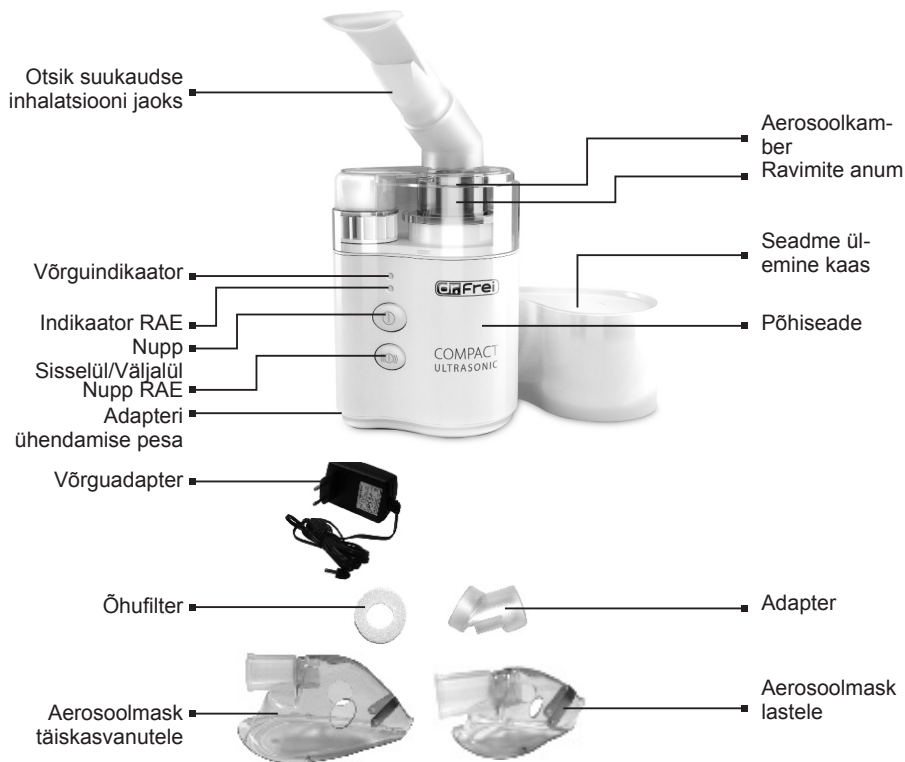 Otsik suukaudse
inhalatsiooni jaoks
Aerosoolkam-
ber
Ravimite anum
Seadme ül-
emine kaas
Võrguindikaator
Indikaator RAE
Nupp
Sisselül/Väljalül
Nupp RAE
Adapteri
ühendamise pesa
Põhiseade
dr.Frei
COMPACT
ULTRASONIC
Võrguadapter
Õhufilter
Adapter
Aerosoolmask
täiskasvanutele
Aerosoolmask
lastele